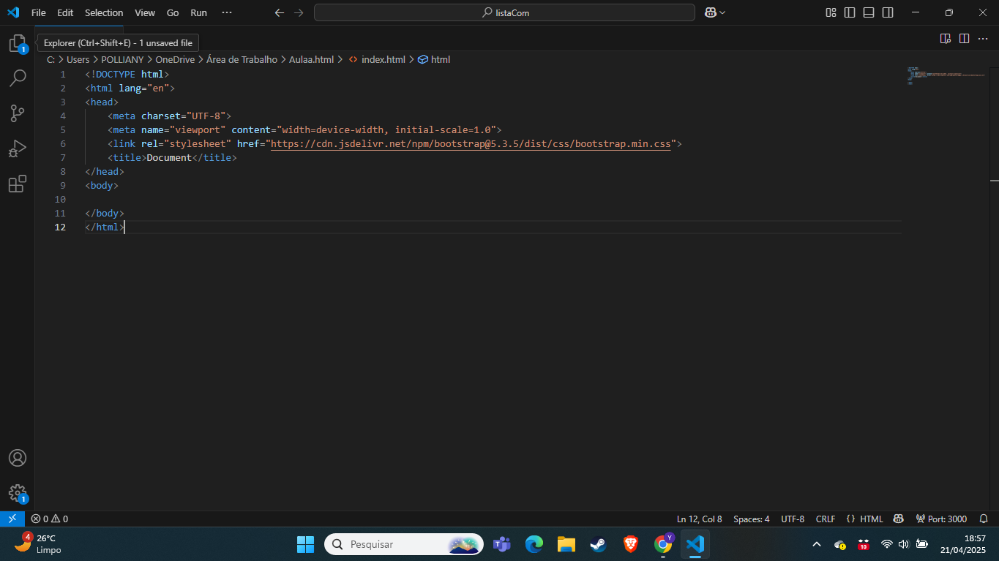 File Edit Selection View Go Run ··· listaCom
Explorer (Ctrl+Shift+E) - 1 unsaved file
1
C: > Users > POLLIANY > OneDrive > Área de Trabalho > Aulaa.html > <> index.html > html
1 <!DOCTYPE html>
2 <html lang="en">
3 <head>
4 <meta charset="UTF-8">
5 <meta name="viewport" content="width=device-width, initial-scale=1.0">
6 <link rel="stylesheet" href="https://cdn.jsdelivr.net/npm/bootstrap@5.3.5/dist/css/bootstrap.min.css">
7 <title>Document</title>
8 </head>
9 <body>
10
11 </body>
12 </html>
1
0 0 Ln 12, Col 8 Spaces: 4 UTF-8 CRLF {} HTML Port: 3000
4 26°C
Limpo
Pesquisar
Y
10
18:57
21/04/2025